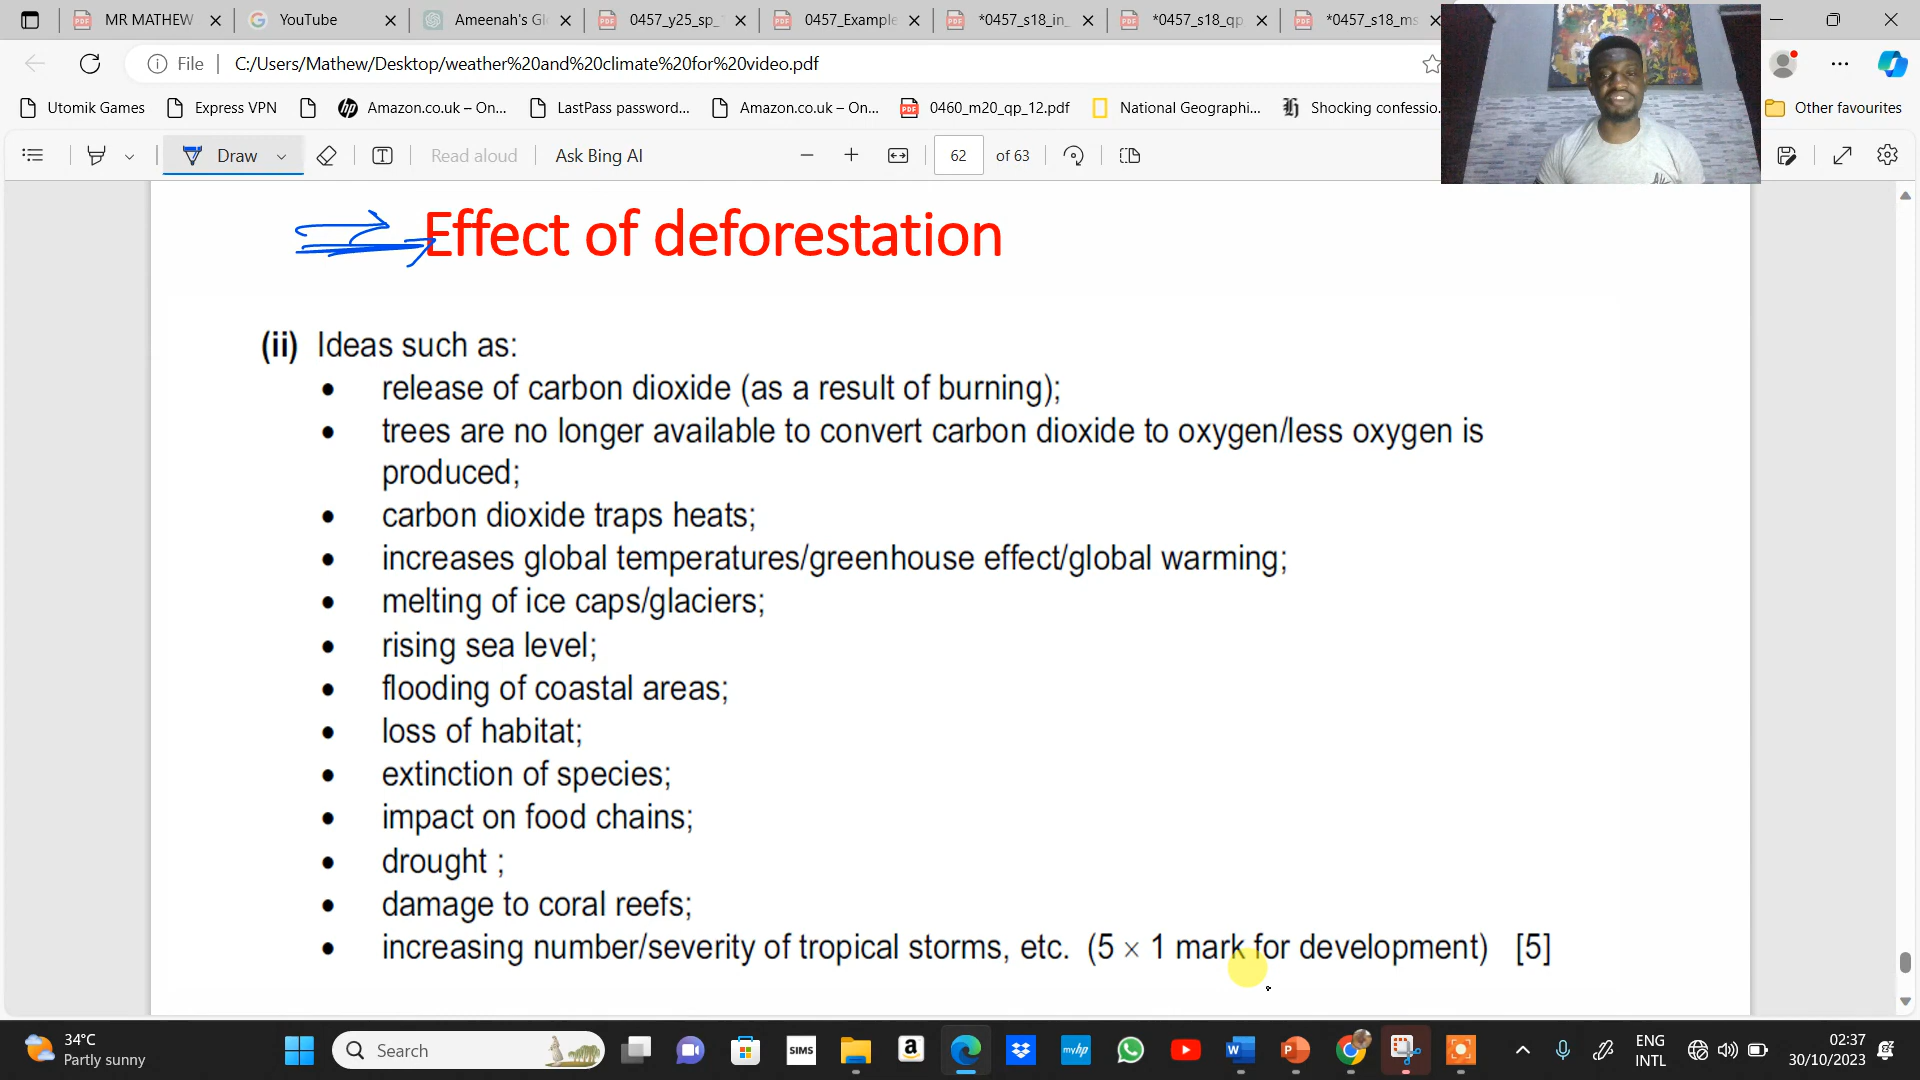 MR MATHEW
YouTube
Ameenah's Gl
0457_y25_sp_
0457_Example
*0457_s18_in_
*0457_s18_qp
*0457_s18_ms
File
C:/Users/Mathew/Desktop/weather%20and%20climate%20for%20video.pdf
Utomik Games
Express VPN
Amazon.co.uk – On...
LastPass password...
Amazon.co.uk – On...
0460_m20_qp_12.pdf
National Geographi...
Shocking confessio...
Other favourites
Draw
Read aloud
Ask Bing AI
62
of 63
Effect of deforestation
(ii) Ideas such as:
• release of carbon dioxide (as a result of burning);
• trees are no longer available to convert carbon dioxide to oxygen/less oxygen is
produced;
• carbon dioxide traps heats;
• increases global temperatures/greenhouse effect/global warming;
• melting of ice caps/glaciers;
• rising sea level;
• flooding of coastal areas;
• loss of habitat;
• extinction of species;
• impact on food chains;
• drought ;
• damage to coral reefs;
• increasing number/severity of tropical storms, etc. (5 × 1 mark for development) [5]
34°C
Partly sunny
Search
SIMS
myhp
ENG
INTL
02:37
30/10/2023